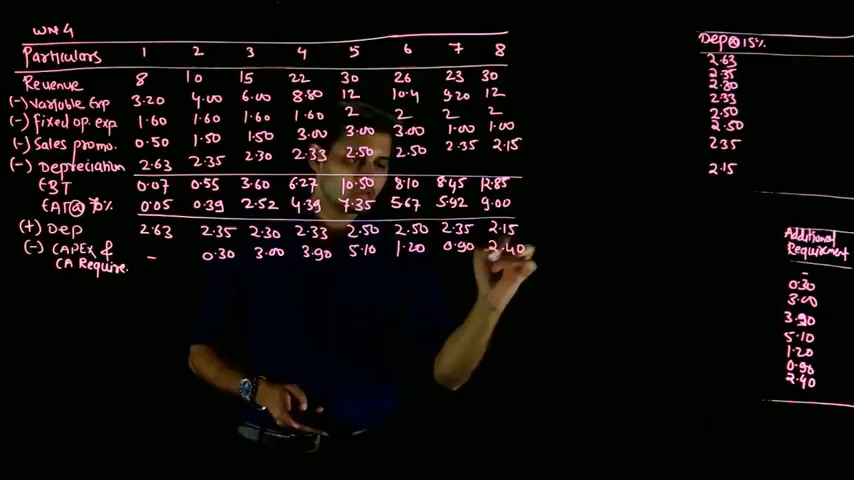 WN 4
Particulars 1 2 3 4 5 6 7 8
Revenue 8 10 15 22 30 26 23 30
(-) Variable Exp 3.20 4.00 6.00 8.80 12 10.4 9.20 12
(-) Fixed op. exp 1.60 1.60 1.60 1.60 2 2 2 2
(-) Sales promo. 0.50 1.50 1.50 3.00 3.00 3.00 1.00 1.00
(-) Depreciation 2.63 2.35 2.30 2.33 2.50 2.50 2.35 2.15
EBT 0.07 0.55 3.60 6.27 10.50 8.10 8.45 12.85
EAT@ 70% 0.05 0.39 2.52 4.39 7.35 5.67 5.92 9.00
(+) Dep 2.63 2.35 2.30 2.33 2.50 2.50 2.35 2.15
(-) CAPEX & CA Require. - 0.30 3.00 3.90 5.10 1.20 0.90 2.40
Dep @ 15%
2.63
2.35
2.30
2.33
2.50
2.50
2.35
2.15
Additional
Requirement
-
0.30
3.00
3.90
5.10
1.20
0.90
2.40